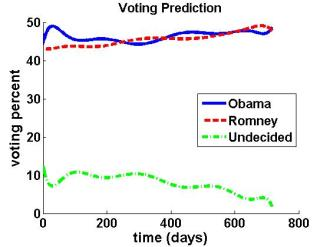 Voting Prediction
50
40
30
20
10
0
voting percent
Obama
Romney
Undecided
0 200 400 600 800
time (days)